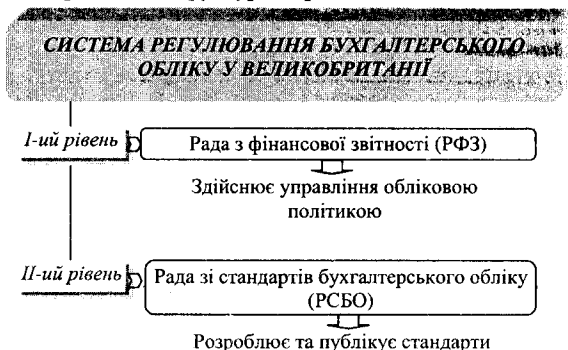 СИСТЕМА РЕГУЛЮВАННЯ БУХГАЛТЕРСЬКОГО
ОБЛІКУ У ВЕЛИКОБРИТАНІЇ
І-ий рівень
Рада з фінансової звітності (РФЗ)
Здійснює управління обліковою
політикою
ІІ-ий рівень
Рада зі стандартів бухгалтерського обліку
(РСБО)
Розроблює та публікує стандарти